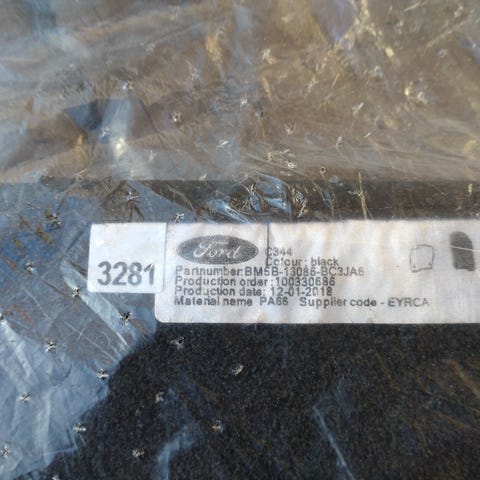 3281
Ford
C344
Colour: black
Partnumber: BM5B-13086-BC3JA6
Production order: 100330686
Production date: 12-01-2018
Material name PA66 Supplier code - EYRCA